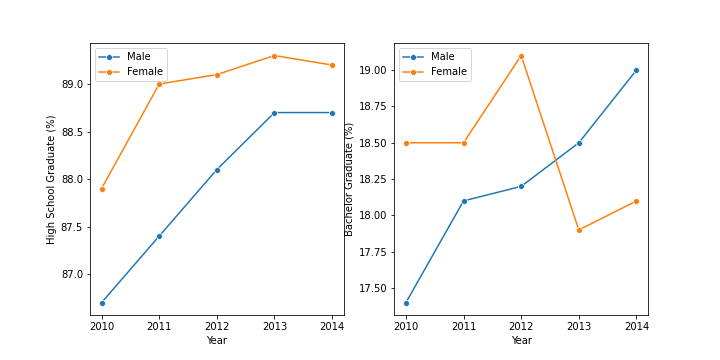 Male
Female
High School Graduate (%)
89.0
88.5
88.0
87.5
87.0
2010 2011 2012 2013 2014
Year
Male
Female
Bachelor Graduate (%)
19.00
18.75
18.50
18.25
18.00
17.75
17.50
2010 2011 2012 2013 2014
Year